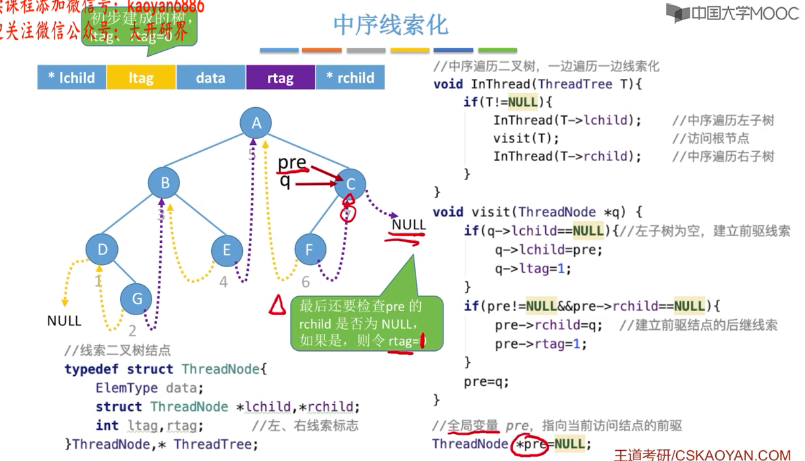 课程添加微信号：kaoyan6886
关注微信公众号：大开研界
初步建成的树，
ltag、rtag=0
中序线索化
中国大学MOOC
* lchild ltag data rtag * rchild
A
B
C
D
E
F
G
1
2
3
4
5
6
7
pre
q
NULL
NULL
最后还要检查pre 的
rchild 是否为 NULL，
如果是，则令 rtag=1
//线索二叉树结点
typedef struct ThreadNode{
ElemType data;
struct ThreadNode *lchild,*rchild;
int ltag,rtag; //左、右线索标志
}ThreadNode,* ThreadTree;
//中序遍历二叉树，一边遍历一边线索化
void InThread(ThreadTree T){
if(T!=NULL){
InThread(T->lchild); //中序遍历左子树
visit(T); //访问根节点
InThread(T->rchild); //中序遍历右子树
}
}
void visit(ThreadNode *q) {
if(q->lchild==NULL){//左子树为空，建立前驱线索
q->lchild=pre;
q->ltag=1;
}
if(pre!=NULL&&pre->rchild==NULL){
pre->rchild=q; //建立前驱结点的后继线索
pre->rtag=1;
}
pre=q;
}
//全局变量 pre，指向当前访问结点的前驱
ThreadNode *pre=NULL;
王道考研/CSKAOYAN.COM